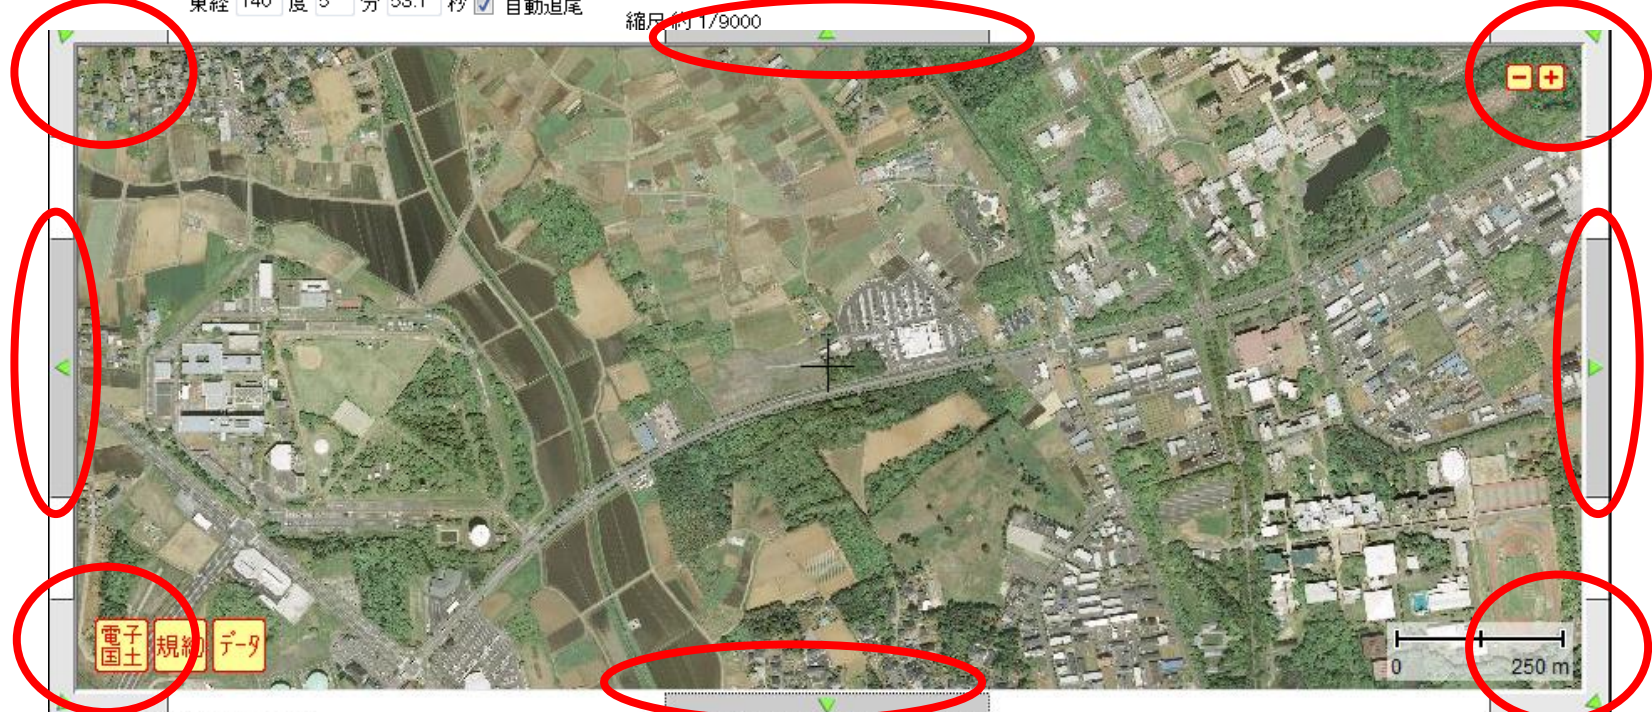 東経 140 度 5 分 53.1 秒 自動追尾
縮尺 約 1/9000
電子国土 規約 データ
0 250 m